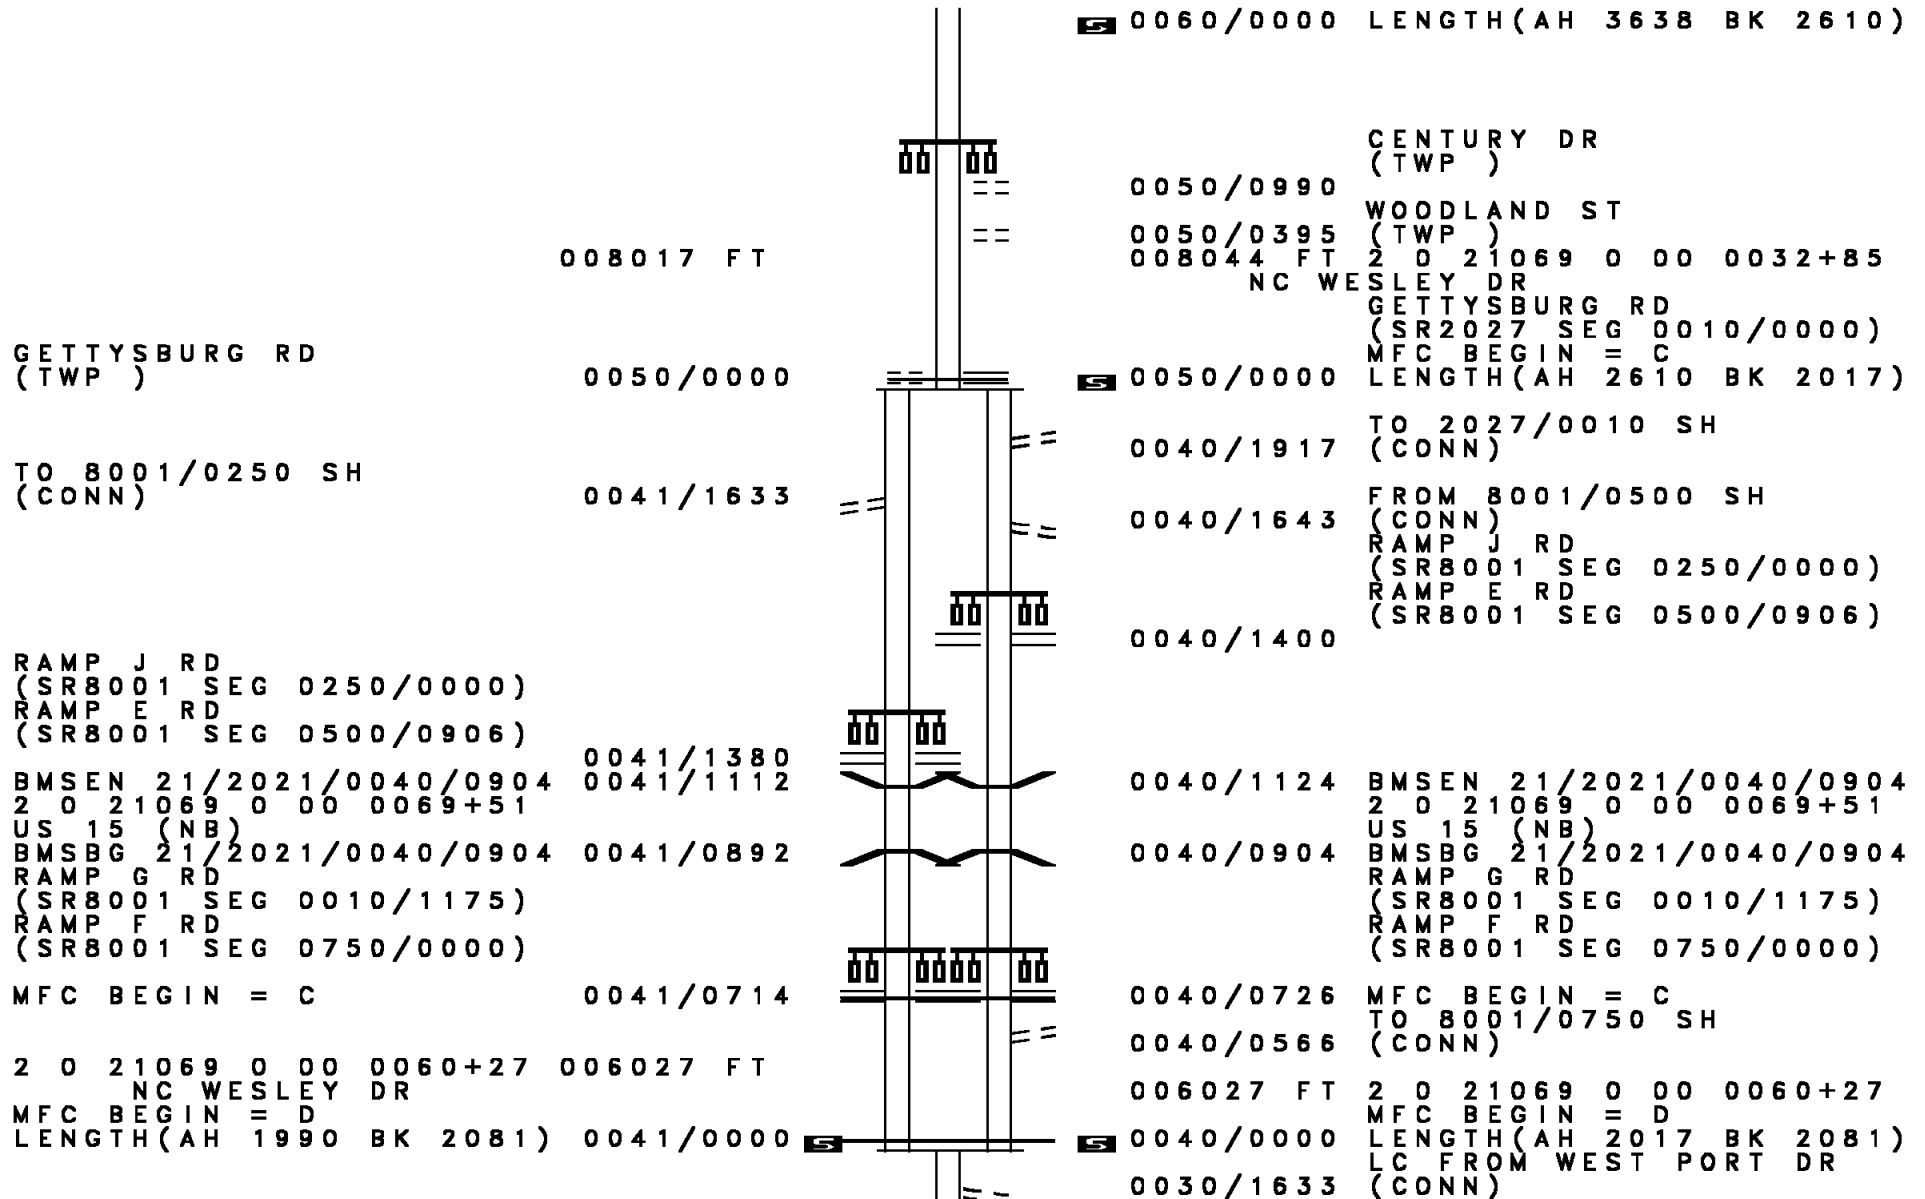 S 0060/0000 LENGTH(AH 3638 BK 2610)
CENTURY DR
(TWP )
0050/0990
WOODLAND ST
0050/0395 (TWP )
008017 FT 008044 FT 2 0 21069 0 00 0032+85
NC WESLEY DR
GETTYSBURG RD
(SR2027 SEG 0010/0000)
GETTYSBURG RD MFC BEGIN = C
(TWP ) 0050/0000 S 0050/0000 LENGTH(AH 2610 BK 2017)
TO 2027/0010 SH
0040/1917 (CONN)
TO 8001/0250 SH
(CONN) 0041/1633 FROM 8001/0500 SH
0040/1643 (CONN)
RAMP J RD
(SR8001 SEG 0250/0000)
RAMP E RD
(SR8001 SEG 0500/0906)
0040/1400
RAMP J RD
(SR8001 SEG 0250/0000)
RAMP E RD
(SR8001 SEG 0500/0906)
0041/1380
BMSEN 21/2021/0040/0904 0041/1112 0040/1124 BMSEN 21/2021/0040/0904
2 0 21069 0 00 0069+51 2 0 21069 0 00 0069+51
US 15 (NB) US 15 (NB)
BMSBG 21/2021/0040/0904 0041/0892 0040/0904 BMSBG 21/2021/0040/0904
RAMP G RD RAMP G RD
(SR8001 SEG 0010/1175) (SR8001 SEG 0010/1175)
RAMP F RD RAMP F RD
(SR8001 SEG 0750/0000) (SR8001 SEG 0750/0000)
MFC BEGIN = C 0041/0714 0040/0726 MFC BEGIN = C
TO 8001/0750 SH
0040/0566 (CONN)
2 0 21069 0 00 0060+27 006027 FT 006027 FT 2 0 21069 0 00 0060+27
NC WESLEY DR
MFC BEGIN = D MFC BEGIN = D
LENGTH(AH 1990 BK 2081) 0041/0000 S S 0040/0000 LENGTH(AH 2017 BK 2081)
LC FROM WEST PORT DR
0030/1633 (CONN)